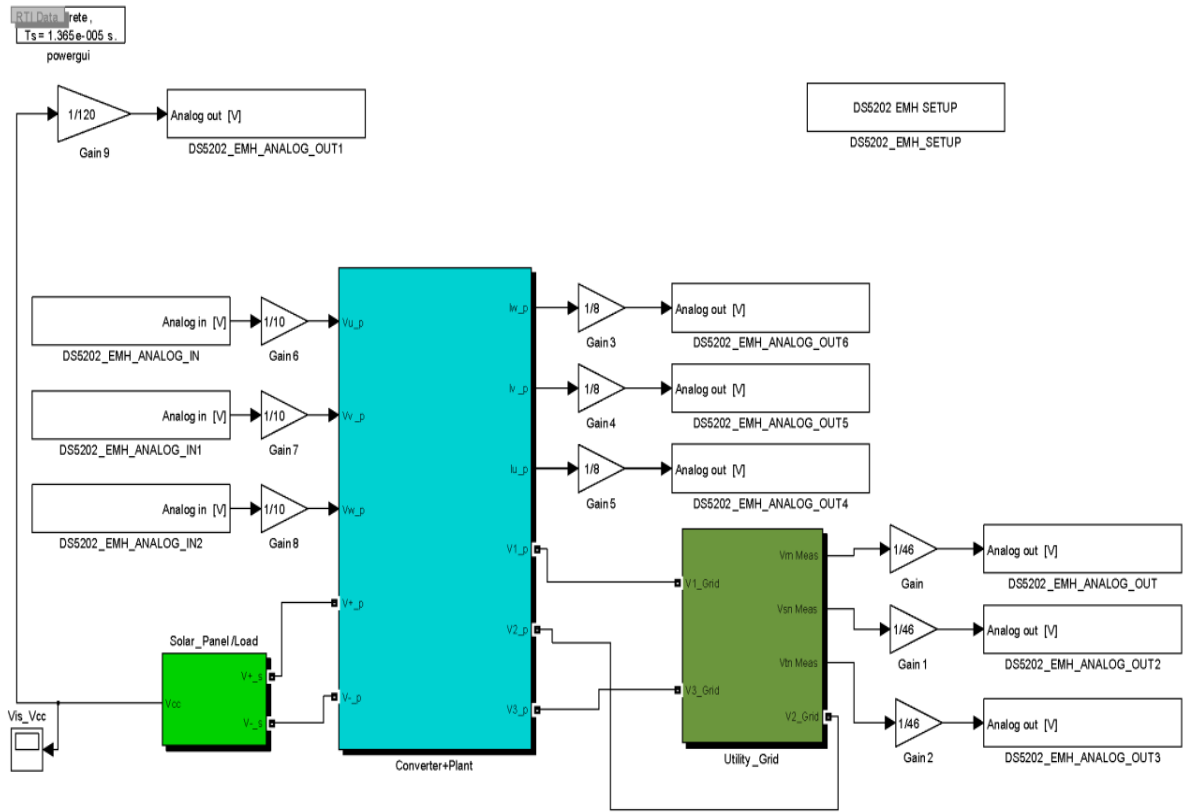 RTI Data rete ,
Ts = 1.365e-005 s.
powergui
1/120
Gain 9
Analog out [V]
DS5202_EMH_ANALOG_OUT1
DS5202 EMH SETUP
DS5202_EMH_SETUP
Analog in [V]
DS5202_EMH_ANALOG_IN
1/10
Gain 6
Analog in [V]
DS5202_EMH_ANALOG_IN1
1/10
Gain 7
Analog in [V]
DS5202_EMH_ANALOG_IN2
1/10
Gain 8
Vu_p
Vv_p
Vw_p
V+_p
V-_p
Iw_p
Iv_p
Iu_p
V1_p
V2_p
V3_p
Converter+Plant
1/8
Gain 3
Analog out [V]
DS5202_EMH_ANALOG_OUT6
1/8
Gain 4
Analog out [V]
DS5202_EMH_ANALOG_OUT5
1/8
Gain 5
Analog out [V]
DS5202_EMH_ANALOG_OUT4
Solar_Panel /Load
Vcc
V+_s
V-_s
Vis_Vcc
V1_Grid
V3_Grid
Vrn Meas
Vsn Meas
Vtn Meas
V2_Grid
Utility_Grid
1/46
Gain
Analog out [V]
DS5202_EMH_ANALOG_OUT
1/46
Gain 1
Analog out [V]
DS5202_EMH_ANALOG_OUT2
1/46
Gain 2
Analog out [V]
DS5202_EMH_ANALOG_OUT3